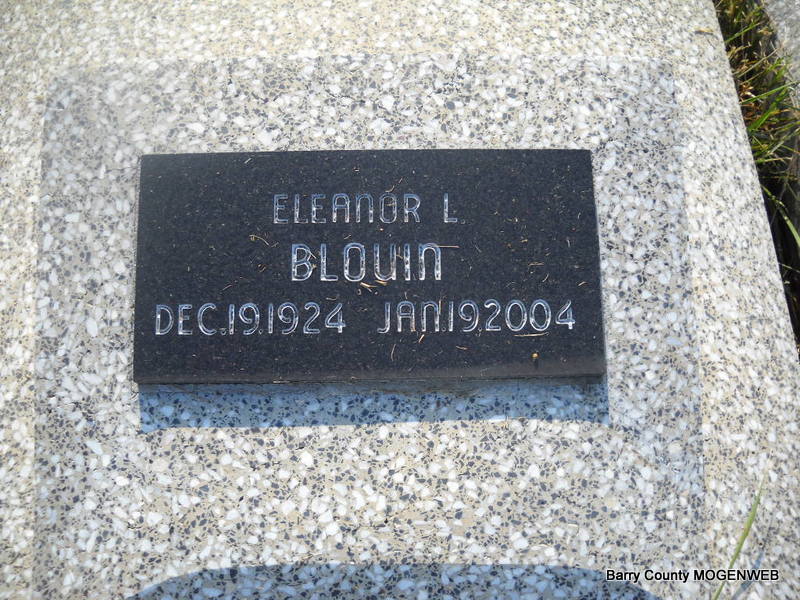 ELEANOR L.
BLOUIN
DEC.19.1924 JAN.19.2004
Barry County MOGENWEB